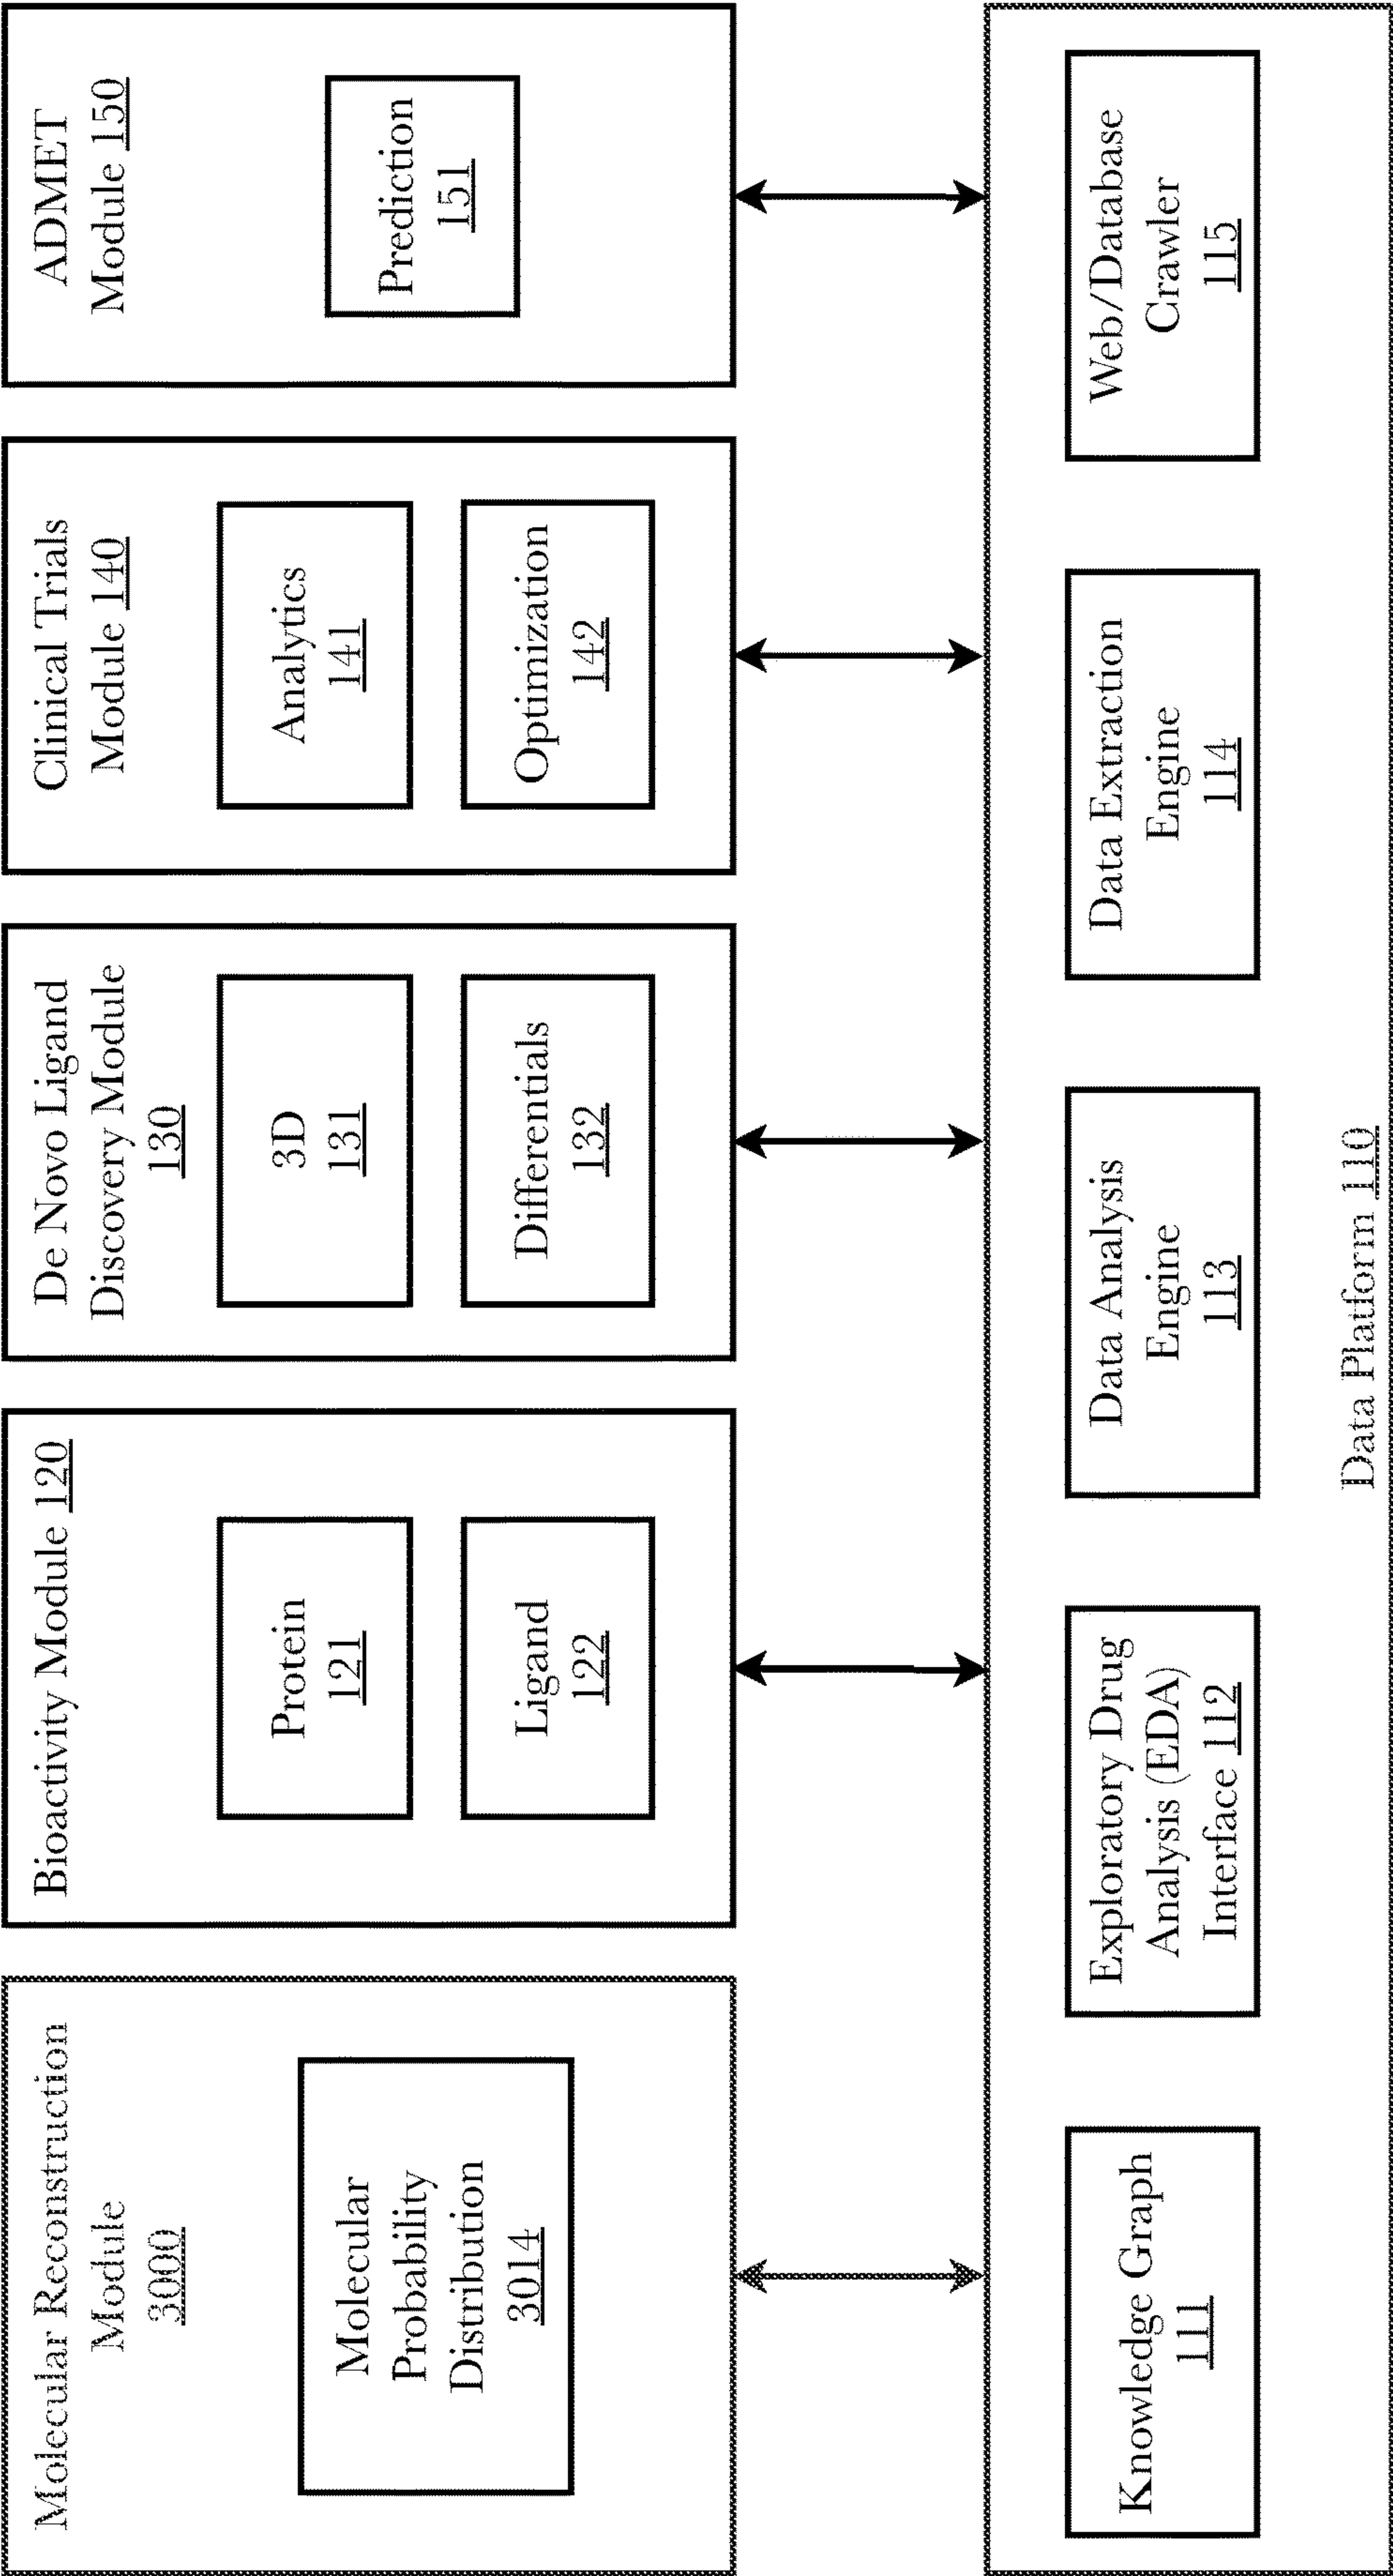 Molecular Reconstruction
Module
3000
Molecular
Probability
Distribution
3014
Bioactivity Module 120
Protein
121
Ligand
122
De Novo Ligand
Discovery Module
130
3D
131
Differentials
132
Clinical Trials
Module 140
Analytics
141
Optimization
142
ADMET
Module 150
Prediction
151
Knowledge Graph
111
Exploratory Drug
Analysis (EDA)
Interface 112
Data Analysis
Engine
113
Data Extraction
Engine
114
Web/Database
Crawler
115
Data Platform 110